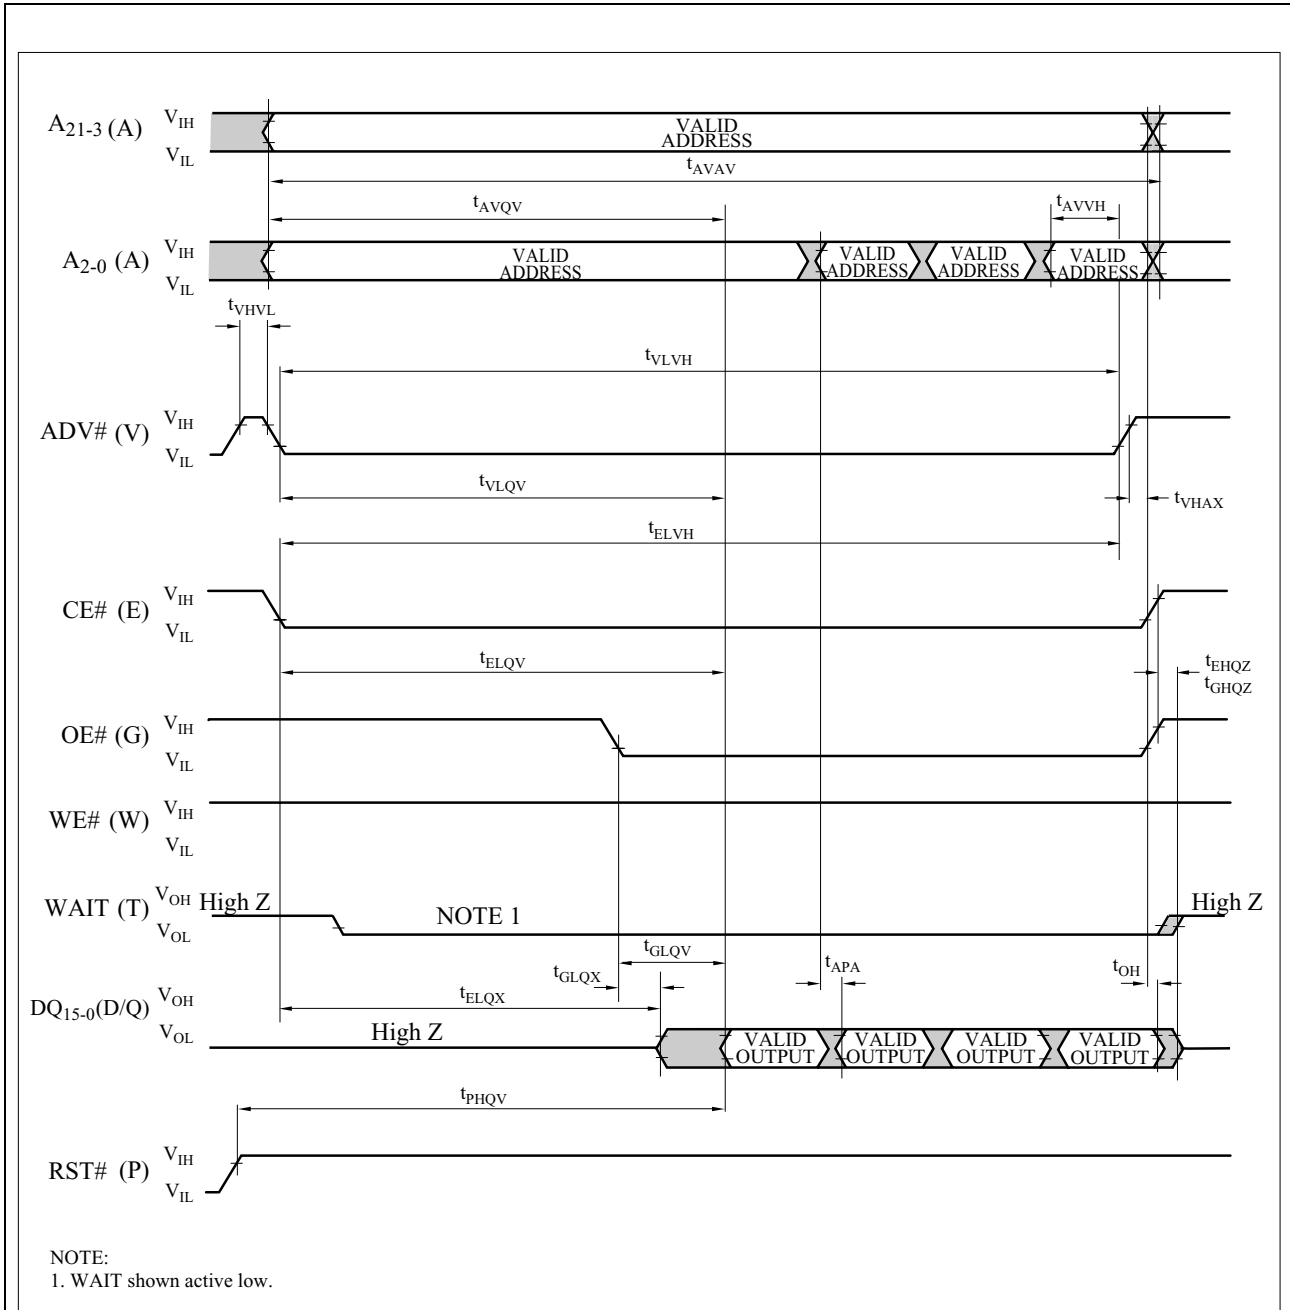 A21-3 (A) VIH
VIL
VALID
ADDRESS
tAVAV
tAVQV
tAVVH
A2-0 (A) VIH
VIL
VALID
ADDRESS
VALID
ADDRESS
VALID
ADDRESS
VALID
ADDRESS
tVHVL
tVLVH
ADV# (V) VIH
VIL
tVLQV
tVHAX
tELVH
CE# (E) VIH
VIL
tELQV
tEHQZ
tGHQZ
OE# (G) VIH
VIL
WE# (W) VIH
VIL
WAIT (T) VOH High Z
VOL
NOTE 1
High Z
tGLQV
tGLQX
tAPA
tOH
tELQX
DQ15-0(D/Q) VOH
VOL
High Z
VALID
OUTPUT
VALID
OUTPUT
VALID
OUTPUT
VALID
OUTPUT
tPHQV
RST# (P) VIH
VIL
NOTE:
1. WAIT shown active low.